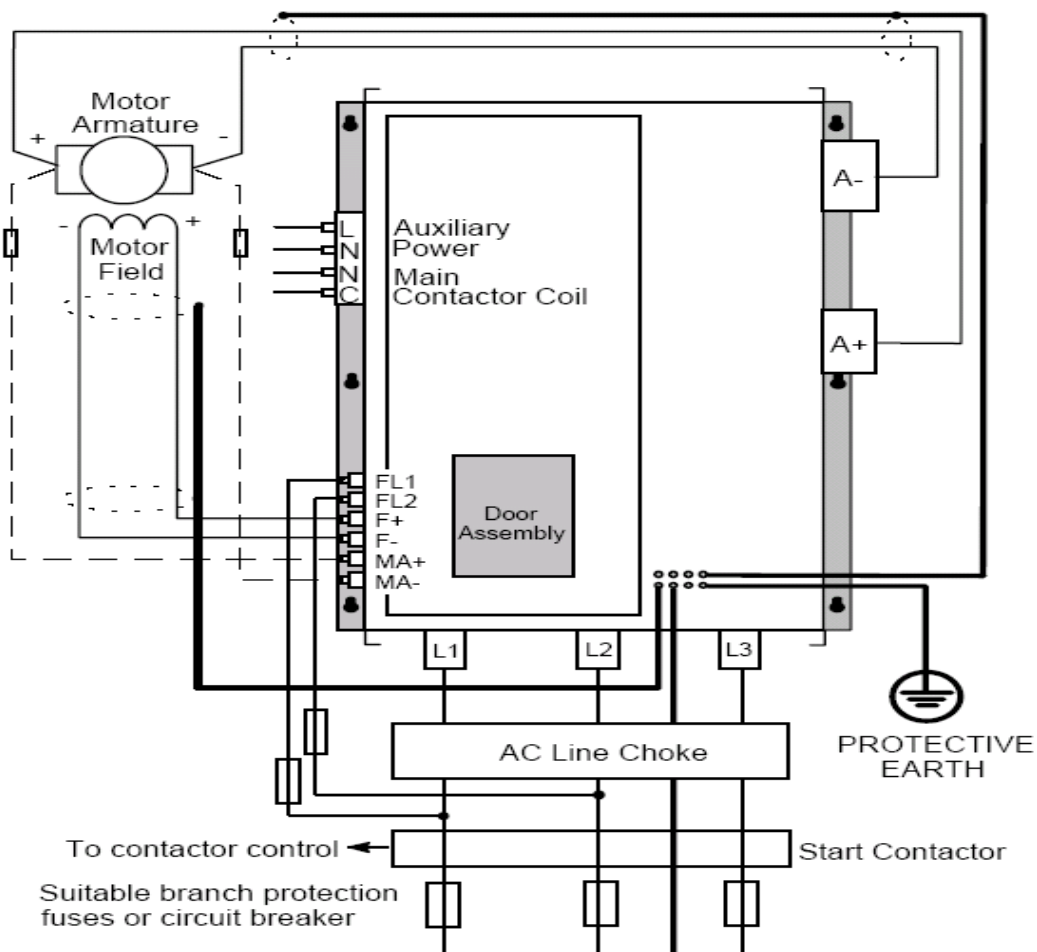 Motor
Armature
+
-
A-
-
+
Motor
Field
L
Auxiliary
N
Power
N
Main
C
Contactor Coil
A+
FL1
FL2
F+
F-
MA+
MA-
Door
Assembly
L1
L2
L3
AC Line Choke
PROTECTIVE
EARTH
To contactor control
Start Contactor
Suitable branch protection
fuses or circuit breaker